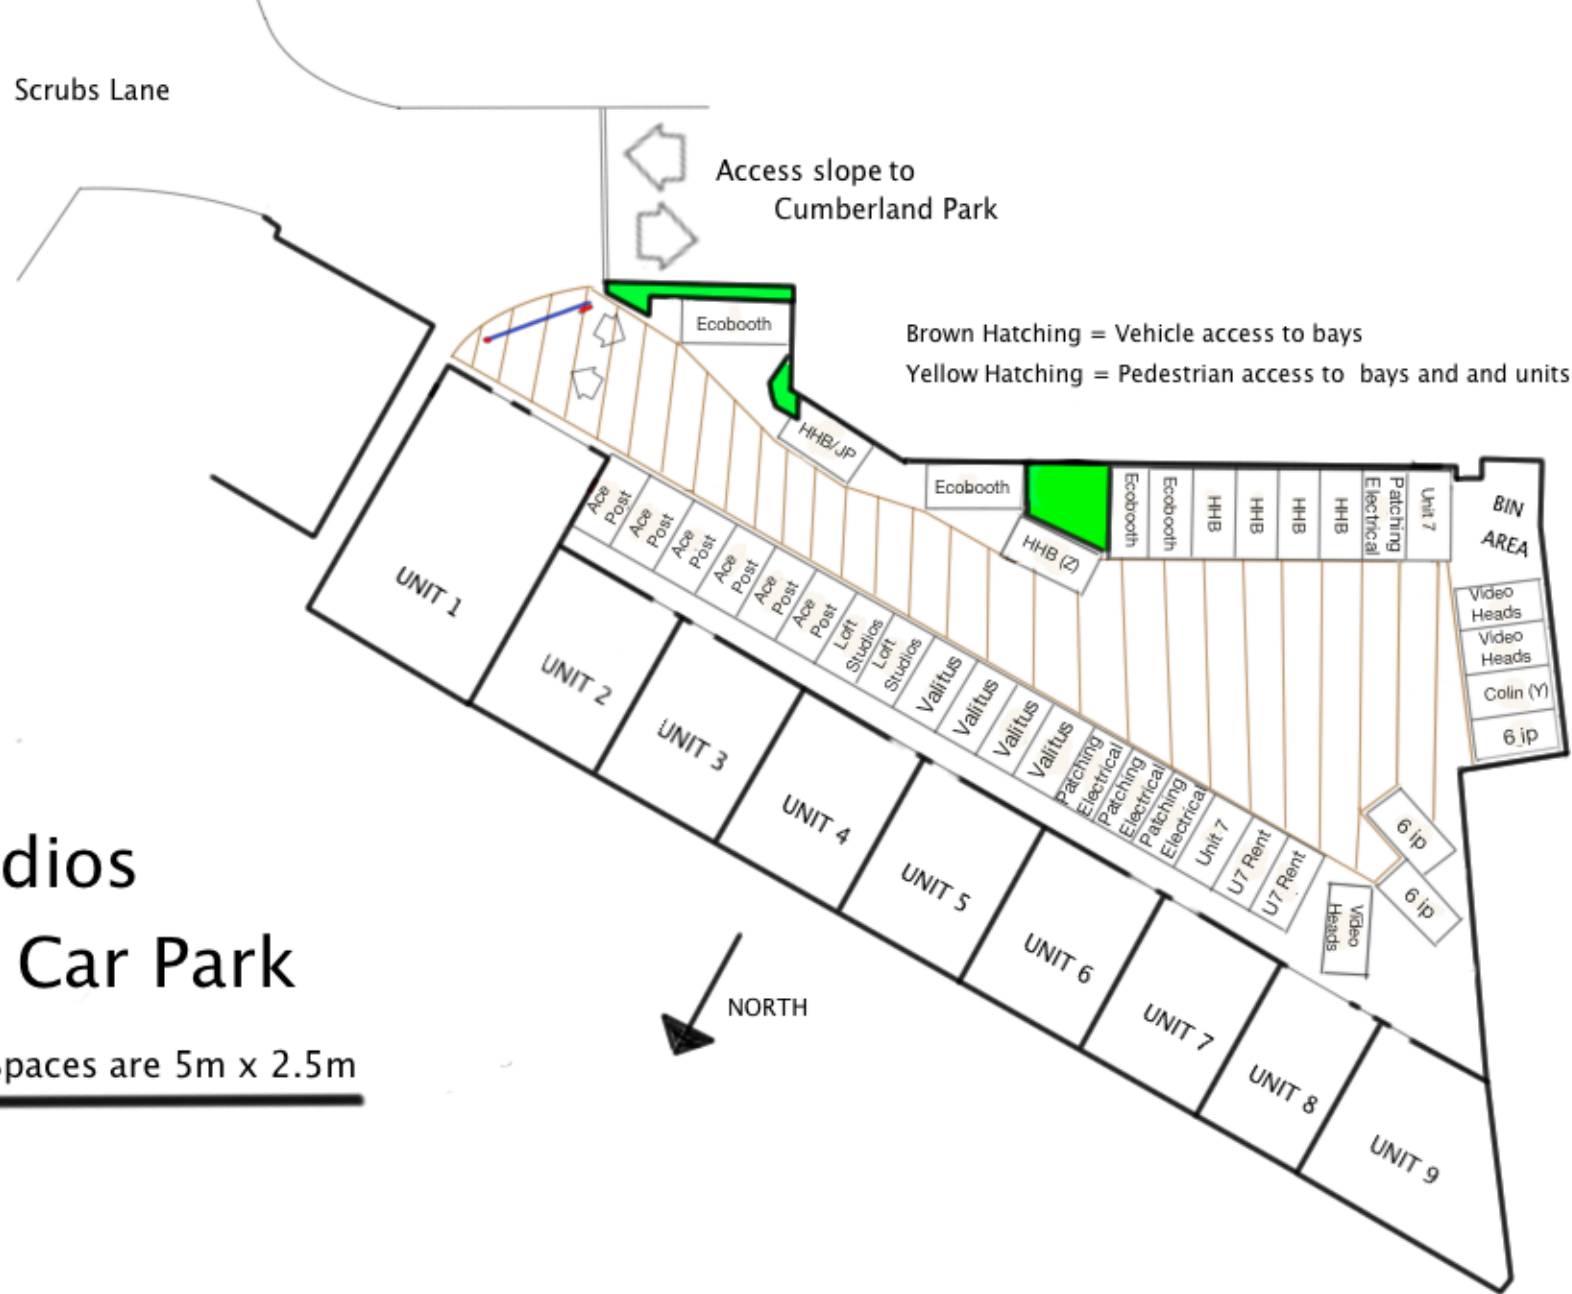 Scrubs Lane
Access slope to
Cumberland Park
Ecobooth
Brown Hatching = Vehicle access to bays
Yellow Hatching = Pedestrian access to  bays and and units
HHB/JP
Ecobooth
HHB (Z)
Ecobooth
Ecobooth
HHB
HHB
HHB
HHB
Patching
Electrical
Unit 7
BIN
AREA
Video
Heads
Video
Heads
Colin (Y)
6 ip
6 ip
6 ip
Video
Heads
Ace
Post
Ace
Post
Ace
Post
Ace
Post
Ace
Post
Ace
Post
Loft
Studios
Loft
Studios
Valitus
Valitus
Valitus
Valitus
Patching
Electrical
Patching
Electrical
Patching
Electrical
Unit 7
U7 Rent
U7 Rent
UNIT 1
UNIT 2
UNIT 3
UNIT 4
UNIT 5
UNIT 6
UNIT 7
UNIT 8
UNIT 9
dios
Car Park
NORTH
spaces are 5m x 2.5m